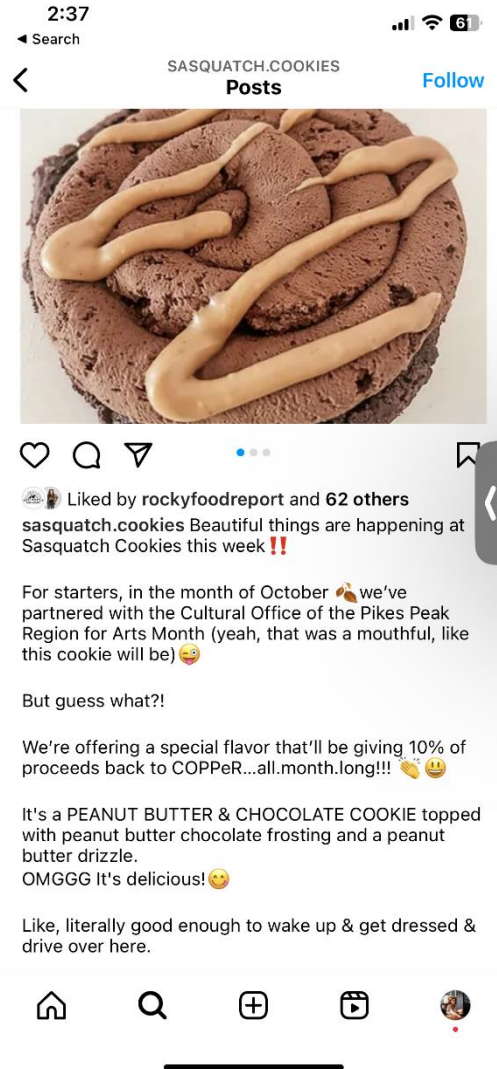 2:37
61
◀ Search
SASQUATCH.COOKIES
Posts
Follow
Liked by rockyfoodreport and 62 others
sasquatch.cookies Beautiful things are happening at
Sasquatch Cookies this week‼️
For starters, in the month of October 🍂we’ve
partnered with the Cultural Office of the Pikes Peak
Region for Arts Month (yeah, that was a mouthful, like
this cookie will be)😜
But guess what?!
We’re offering a special flavor that’ll be giving 10% of
proceeds back to COPPeR...all.month.long!!! 👏😃
It's a PEANUT BUTTER & CHOCOLATE COOKIE topped
with peanut butter chocolate frosting and a peanut
butter drizzle.
OMGGG It's delicious!😋
Like, literally good enough to wake up & get dressed &
drive over here.